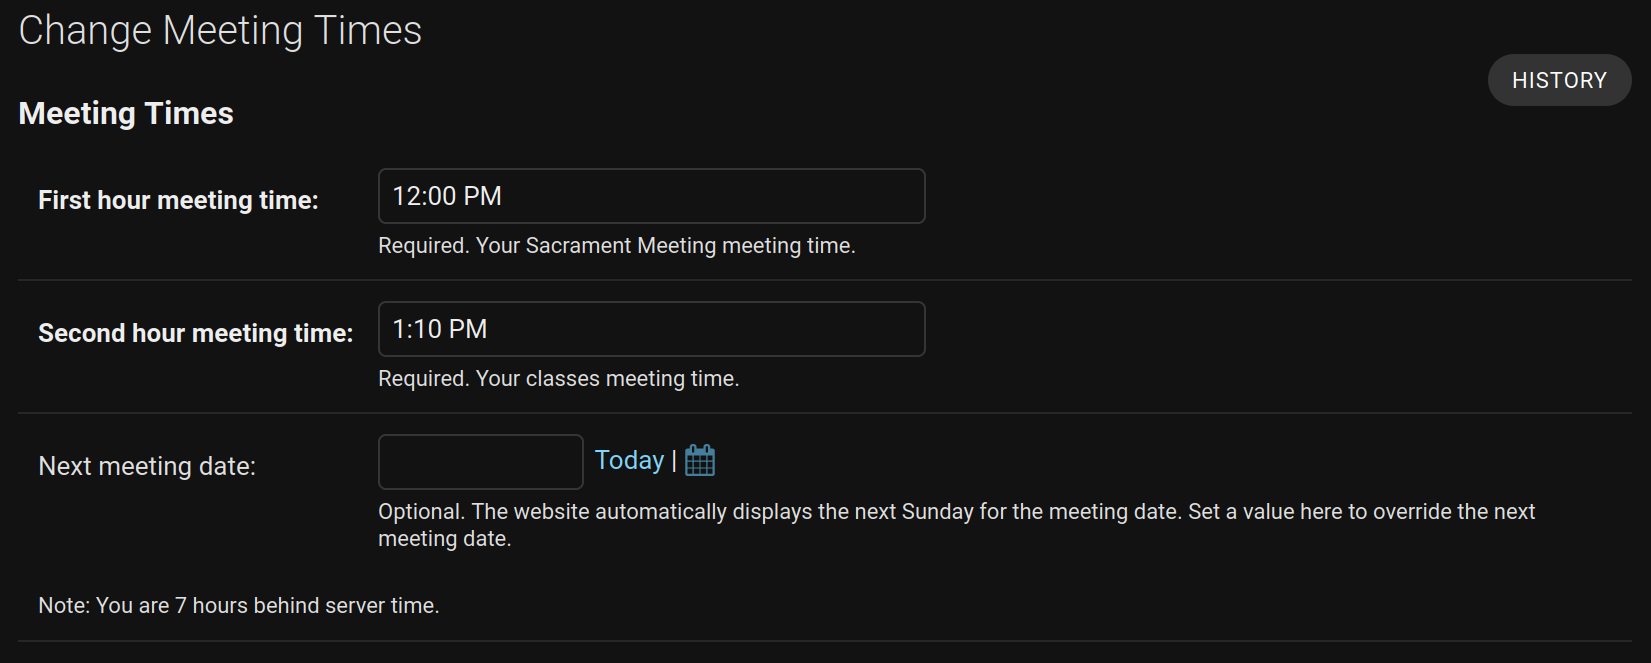 Change Meeting Times
HISTORY
Meeting Times
First hour meeting time:
12:00 PM
Required. Your Sacrament Meeting meeting time.
Second hour meeting time:
1:10 PM
Required. Your classes meeting time.
Next meeting date:
Today |
Optional. The website automatically displays the next Sunday for the meeting date. Set a value here to override the next
meeting date.
Note: You are 7 hours behind server time.